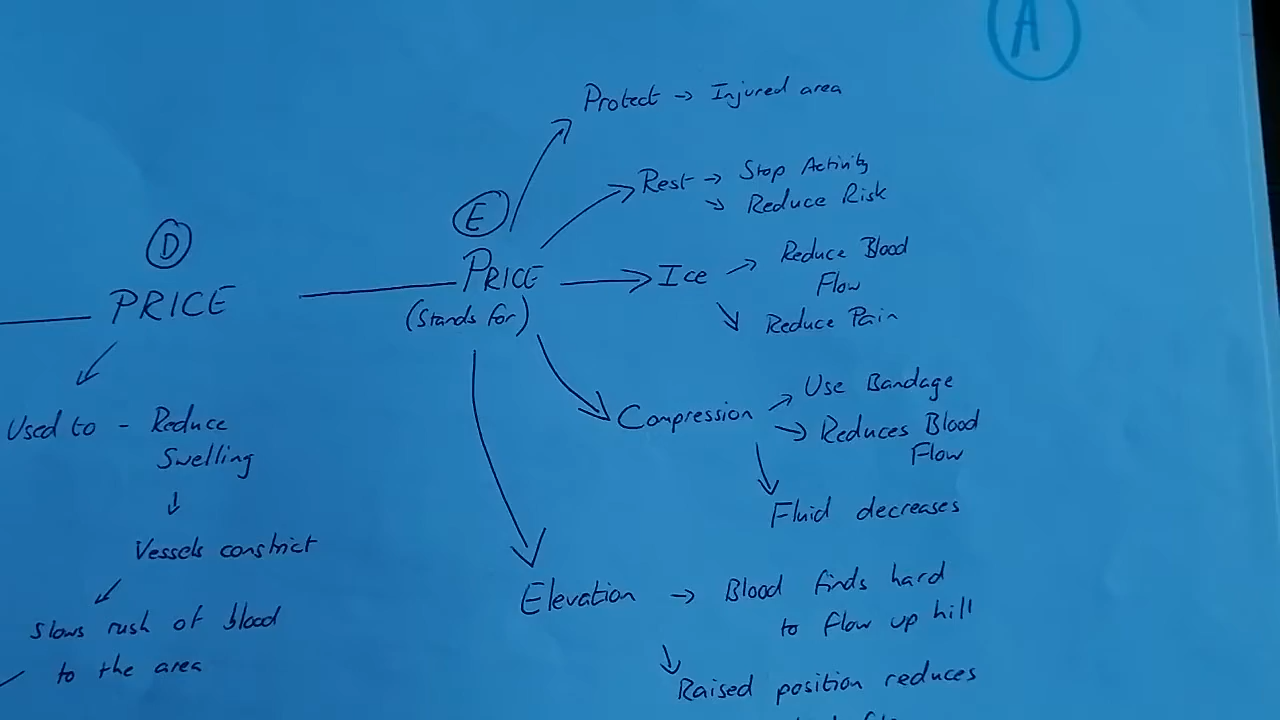 A
Protect → Injured area
Rest → Stop Activity
→ Reduce Risk
E
PRICE
(Stands for)
Ice → Reduce Blood
Flow
Reduce Pain
D
PRICE
Used to - Reduce
Swelling
Vessels constrict
Slows rush of blood
to the area
Compression → Use Bandage
→ Reduces Blood
Flow
Fluid decreases
Elevation → Blood finds hard
to flow up hill
Raised position reduces